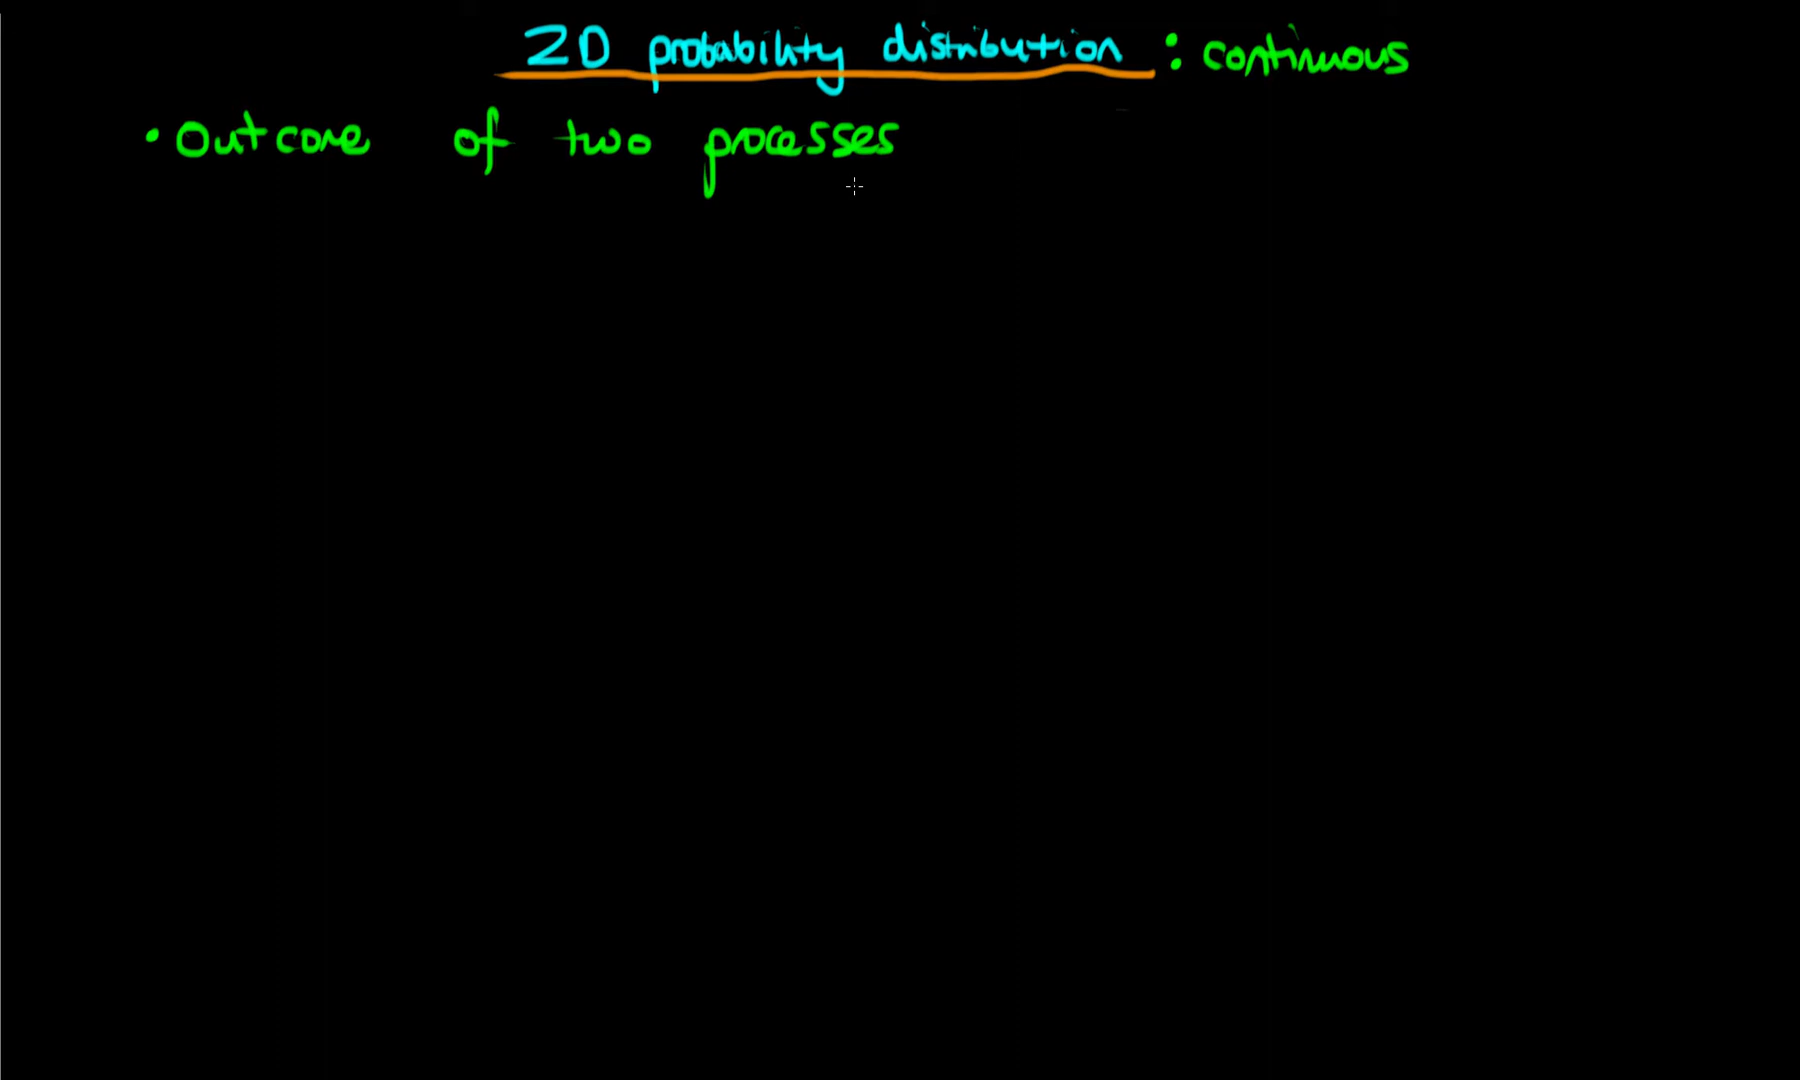 2D probability distribution : continuous
• Outcome of two processes